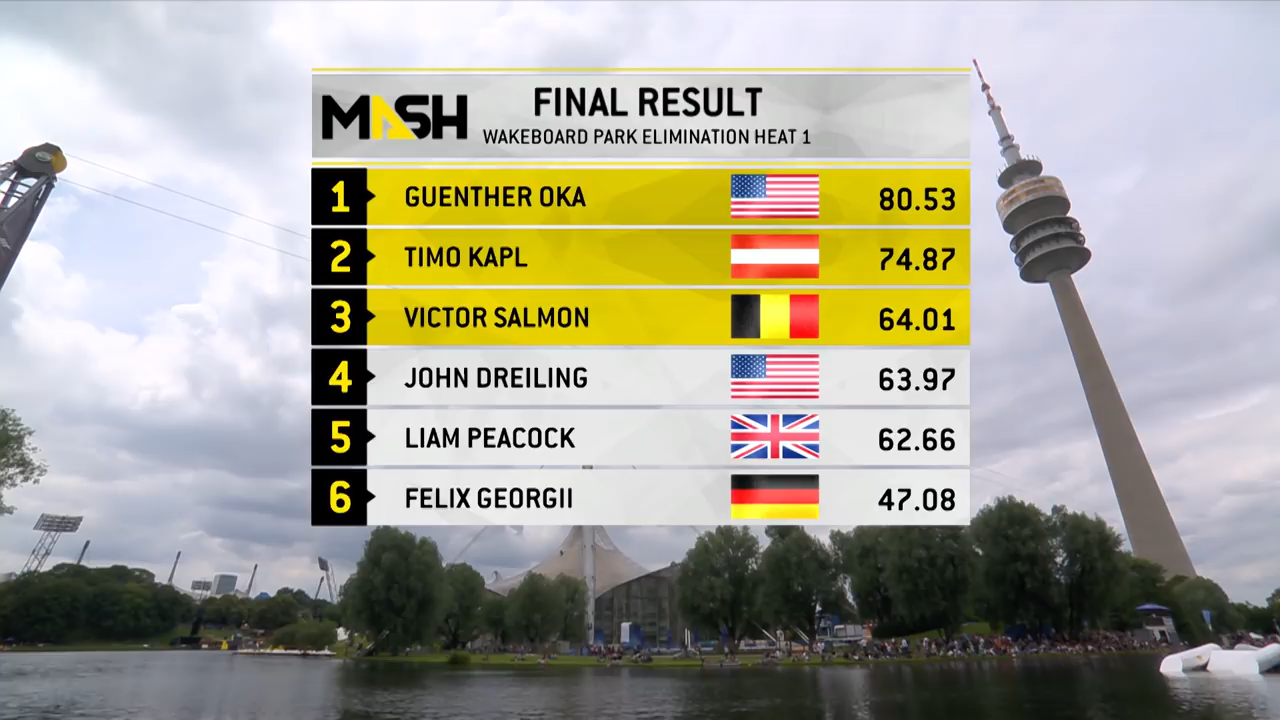 MASH
FINAL RESULT
WAKEBOARD PARK ELIMINATION HEAT 1
1 GUENTHER OKA 80.53
2 TIMO KAPL 74.87
3 VICTOR SALMON 64.01
4 JOHN DREILING 63.97
5 LIAM PEACOCK 62.66
6 FELIX GEORGII 47.08